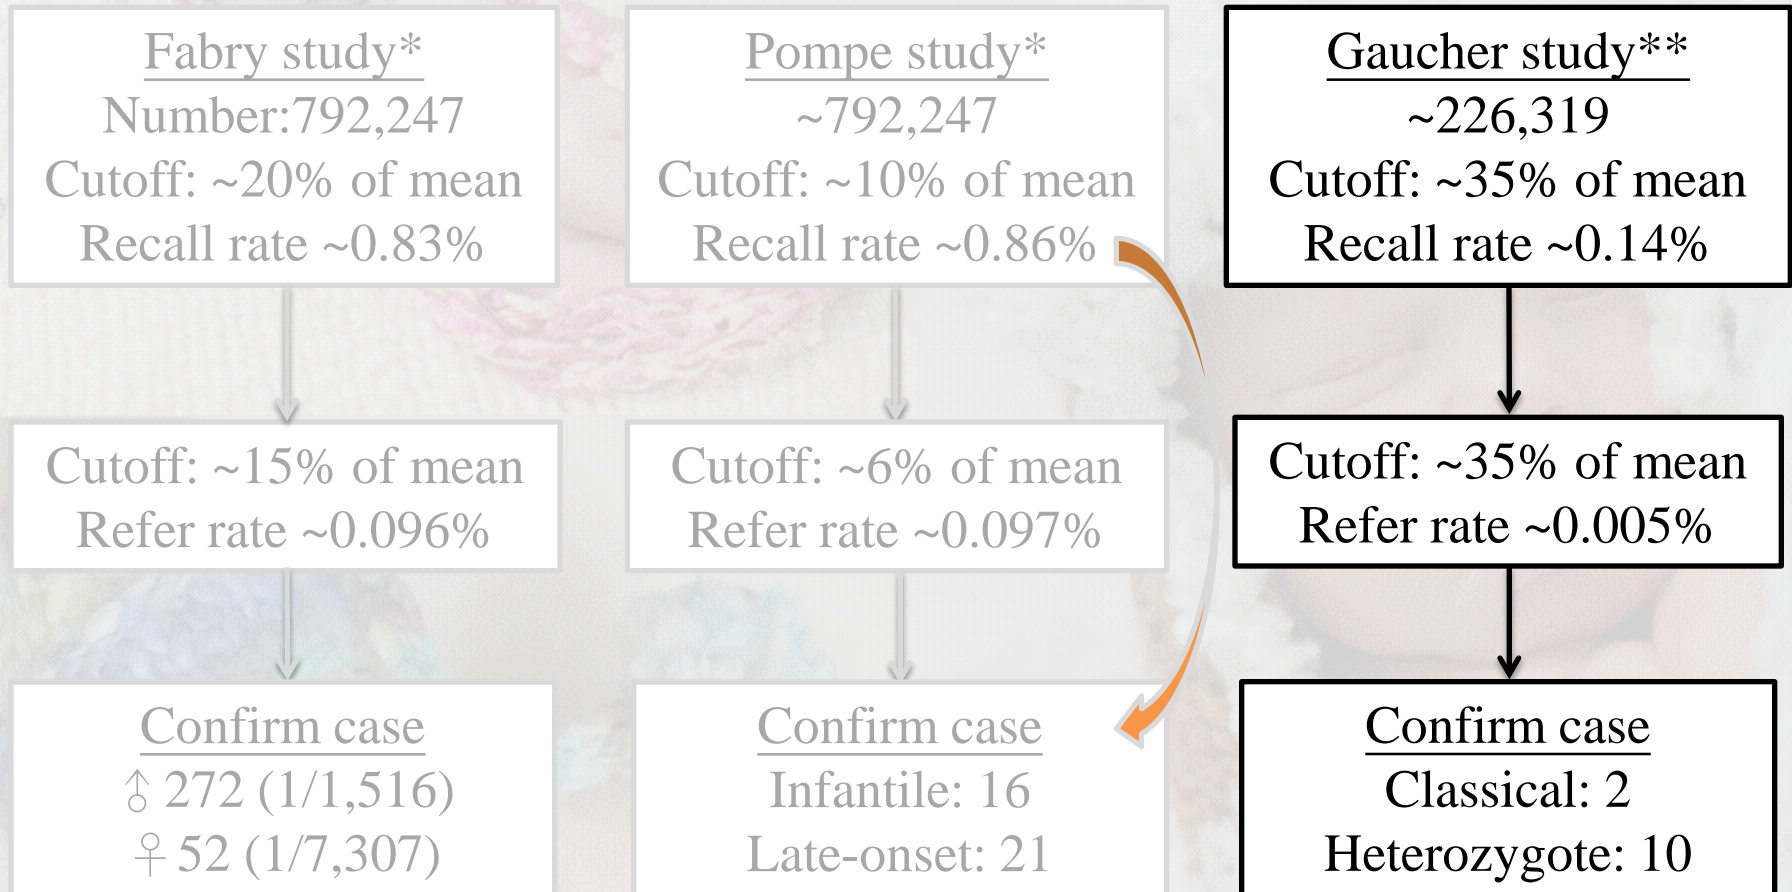 Fabry study*
Number:792,247
Cutoff: ~20% of mean
Recall rate ~0.83%
Pompe study*
~792,247
Cutoff: ~10% of mean
Recall rate ~0.86%
Gaucher study**
~226,319
Cutoff: ~35% of mean
Recall rate ~0.14%
Cutoff: ~15% of mean
Refer rate ~0.096%
Cutoff: ~6% of mean
Refer rate ~0.097%
Cutoff: ~35% of mean
Refer rate ~0.005%
Confirm case
♂ 272 (1/1,516)
♀ 52 (1/7,307)
Confirm case
Infantile: 16
Late-onset: 21
Confirm case
Classical: 2
Heterozygote: 10